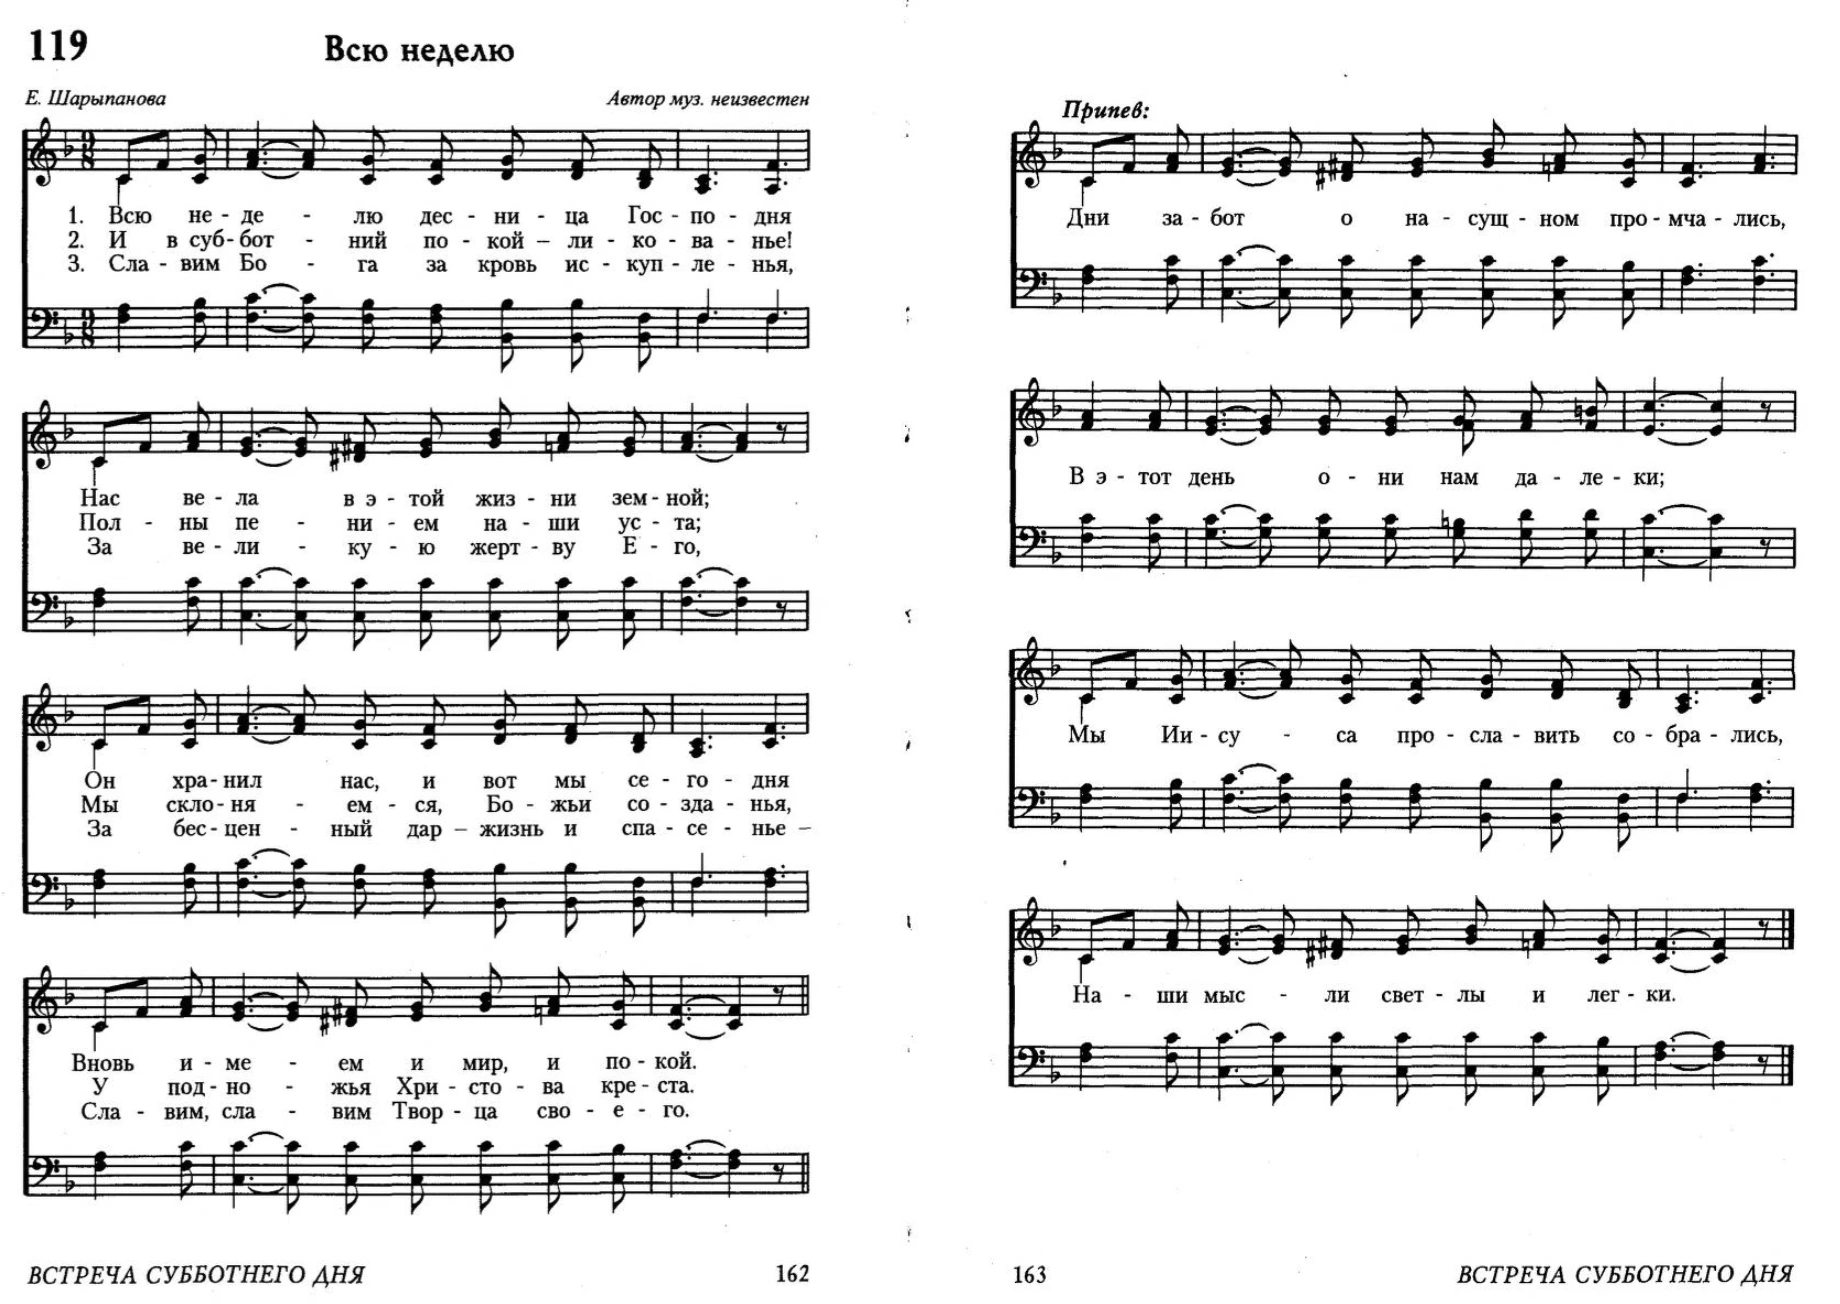 119
Всю неделю
Е. Шарыпанова
Автор муз. неизвестен
1. Всю не - де - лю дес - ни - ца Гос - по - дня
2. И в суб - бот - ний по - кой – ли - ко - ва - нье!
3. Сла - вим Бо - га за кровь ис - куп - ле - нья,
Нас ве - ла в э - той жиз - ни зем - ной;
Пол - ны пе - ни - ем на - ши ус - та;
За ве - ли - ку - ю жерт - ву Е - го,
Он хра - нил нас, и вот мы се - го - дня
Мы скло - ня - ем - ся, Бо - жьи со - зда - нья,
За бес - цен - ный дар – жизнь и спа - се - нье –
Вновь и - ме - ем и мир, и по - кой.
У под - но - жья Хри - сто - ва кре - ста.
Сла - вим, сла - вим Твор - ца сво - е - го.
ВСТРЕЧА СУББОТНЕГО ДНЯ
162
Припев:
Дни за - бот о на - сущ - ном про - мча - лись,
В э - тот день о - ни нам да - ле - ки;
Мы Ии - су - са про - сла - вить со - бра - лись,
На - ши мыс - ли свет - лы и лег - ки.
163
ВСТРЕЧА СУББОТНЕГО ДНЯ